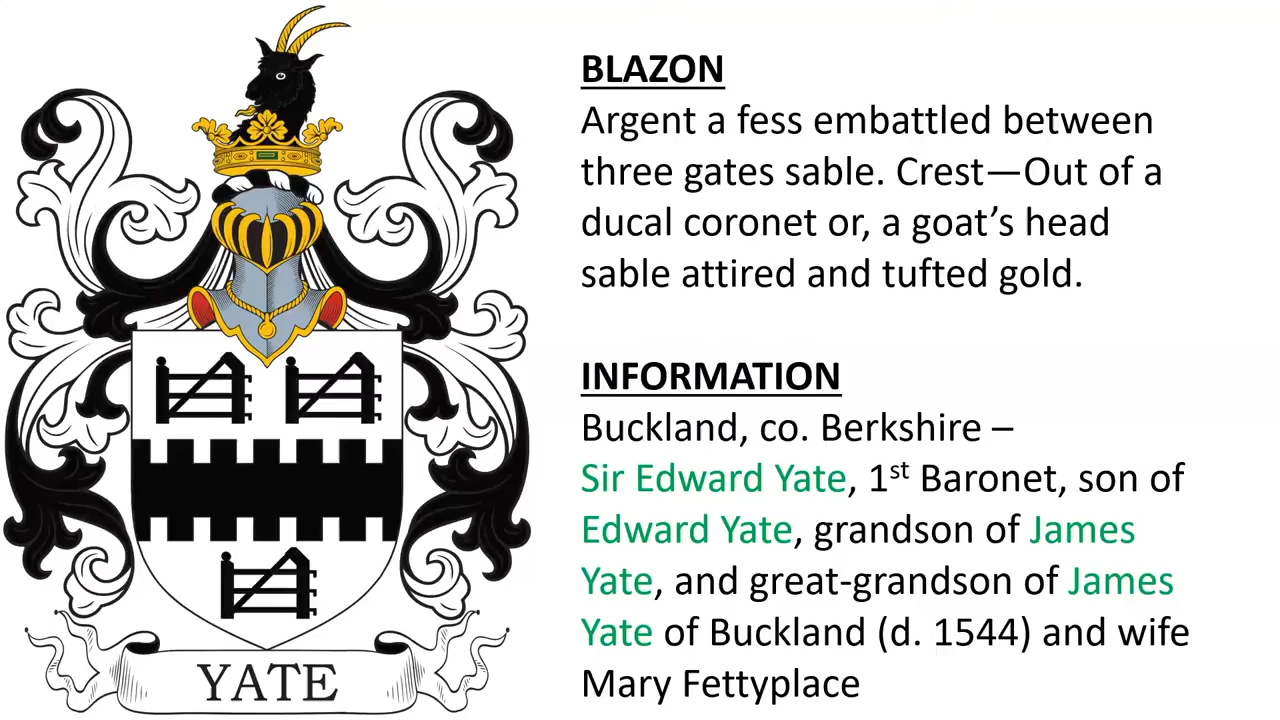 BLAZON
Argent a fess embattled between
three gates sable. Crest—Out of a
ducal coronet or, a goat’s head
sable attired and tufted gold.
INFORMATION
Buckland, co. Berkshire –
Sir Edward Yate, 1st Baronet, son of
Edward Yate, grandson of James
Yate, and great-grandson of James
Yate of Buckland (d. 1544) and wife
Mary Fettyplace
YATE